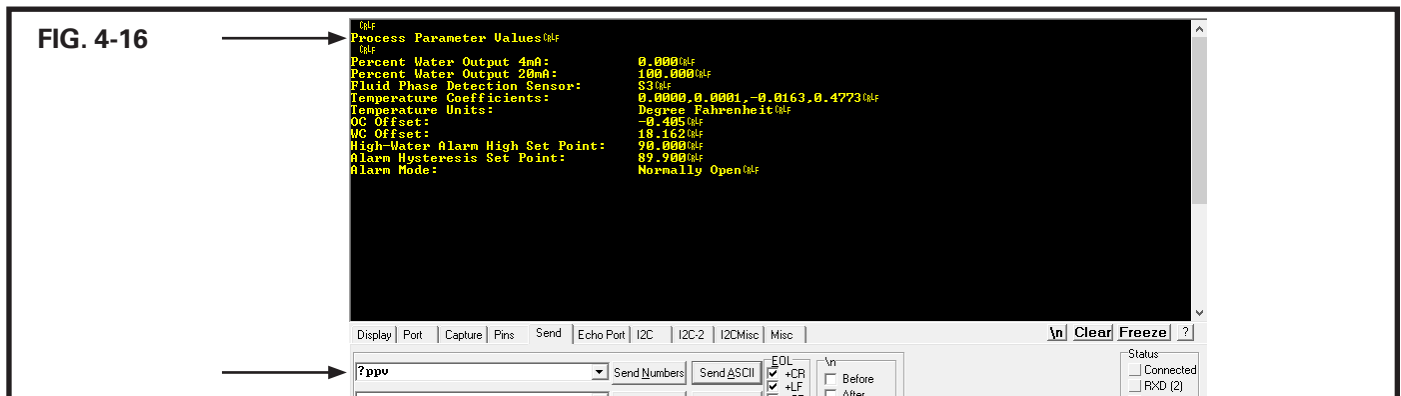 FIG. 4-16
CRLF
Process Parameter ValuesCRLF
CRLF
Percent Water Output 4mA: 0.000CRLF
Percent Water Output 20mA: 100.000CRLF
Fluid Phase Detection Sensor: S3CRLF
Temperature Coefficients: 0.0000,0.0001,-0.0163,0.4773CRLF
Temperature Units: Degree FahrenheitCRLF
OC Offset: -0.405CRLF
WC Offset: 18.162CRLF
High-Water Alarm High Set Point: 90.000CRLF
Alarm Hysteresis Set Point: 89.900CRLF
Alarm Mode: Normally OpenCRLF
Display Port Capture Pins Send Echo Port I2C I2C-2 I2CMisc Misc \n Clear Freeze ?
EOL \n Status
?ppv Send Numbers Send ASCII +CR Before Connected
+LF After RXD (2)